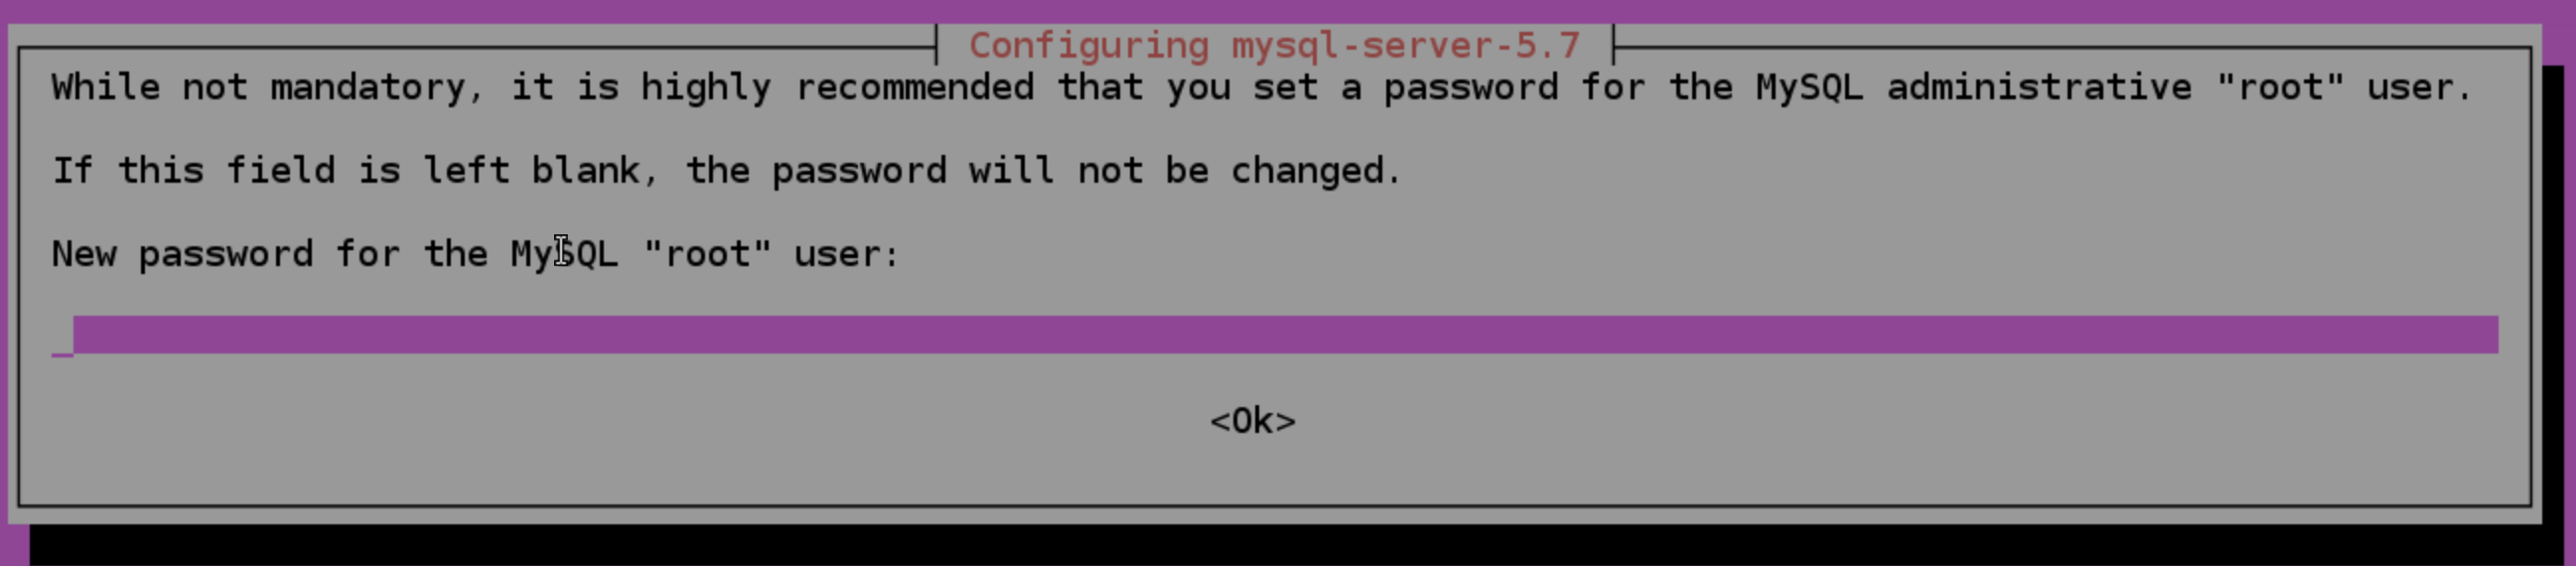 Configuring mysql-server-5.7
While not mandatory, it is highly recommended that you set a password for the MySQL administrative "root" user.
If this field is left blank, the password will not be changed.
New password for the MySQL "root" user:
<Ok>